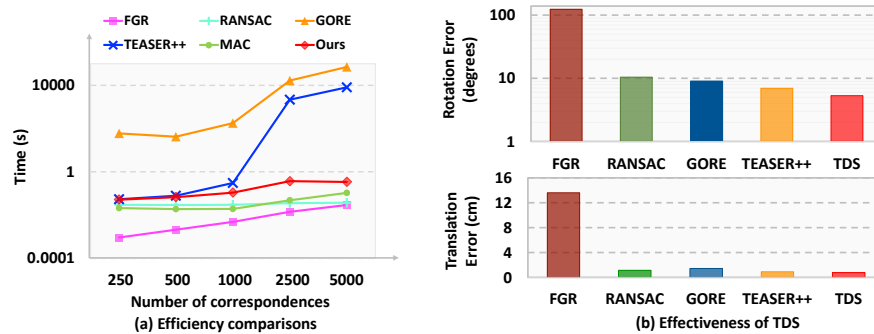 FGR RANSAC GORE
TEASER++ MAC Ours
Time (s)
10000
1
0.0001
250 500 1000 2500 5000
Number of correspondences
(a) Efficiency comparisons
Rotation Error
(degrees)
100
10
1
FGR RANSAC GORE TEASER++ TDS
Translation
Error (cm)
16
12
8
4
0
FGR RANSAC GORE TEASER++ TDS
(b) Effectiveness of TDS